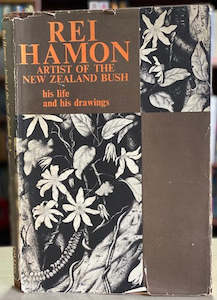 REI
HAMON
ARTIST OF THE
NEW ZEALAND BUSH
his life
and his drawings